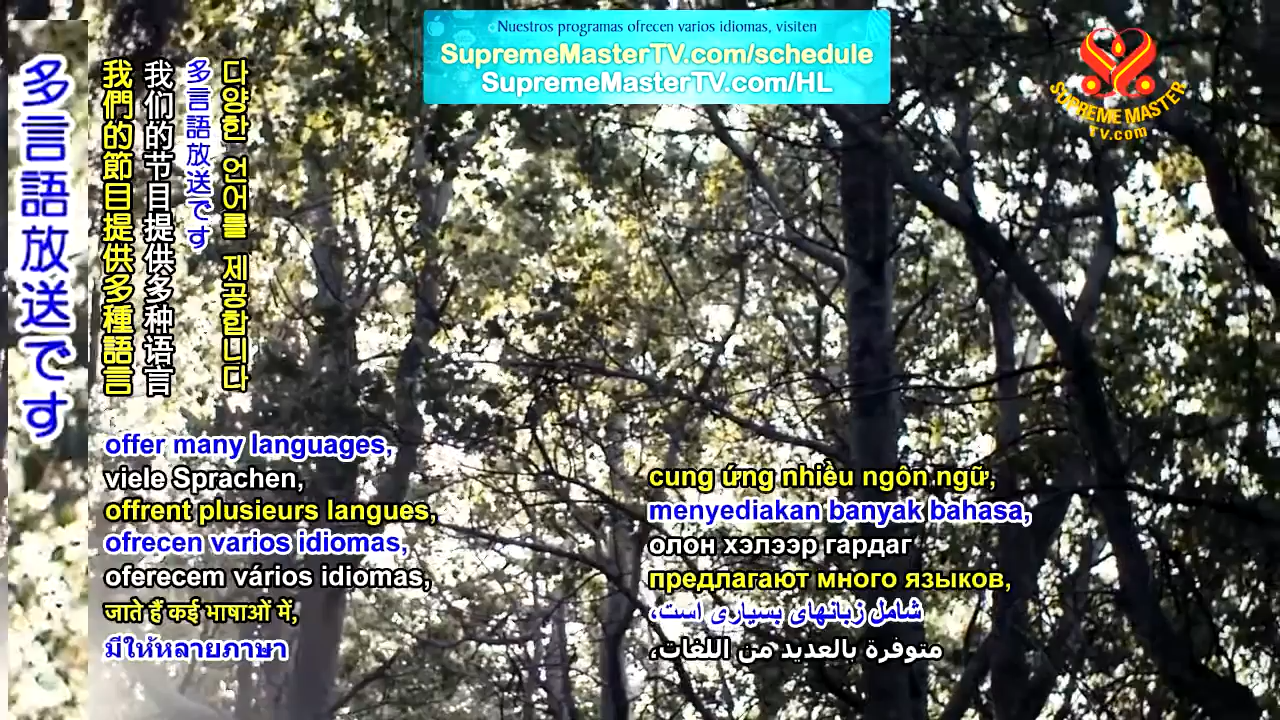 Nuestros programas ofrecen varios idiomas, visiten
SupremeMasterTV.com/schedule
SupremeMasterTV.com/HL
SUPREME MASTER
TV.com
多言語放送です
我們的節目提供多種語言
我们的节目提供多种语言
多言語放送です
다양한 언어를 제공합니다
offer many languages,
viele Sprachen,
offrent plusieurs langues,
ofrecen varios idiomas,
oferecem vários idiomas,
जाते हैं कई भाषाओं में,
มีให้หลายภาษา
cung ứng nhiều ngôn ngữ,
menyediakan banyak bahasa,
олон хэлээр гардаг
предлагают много языков,
شامل زبانهای بسیاری است،
متوفرة بالعديد من اللغات،